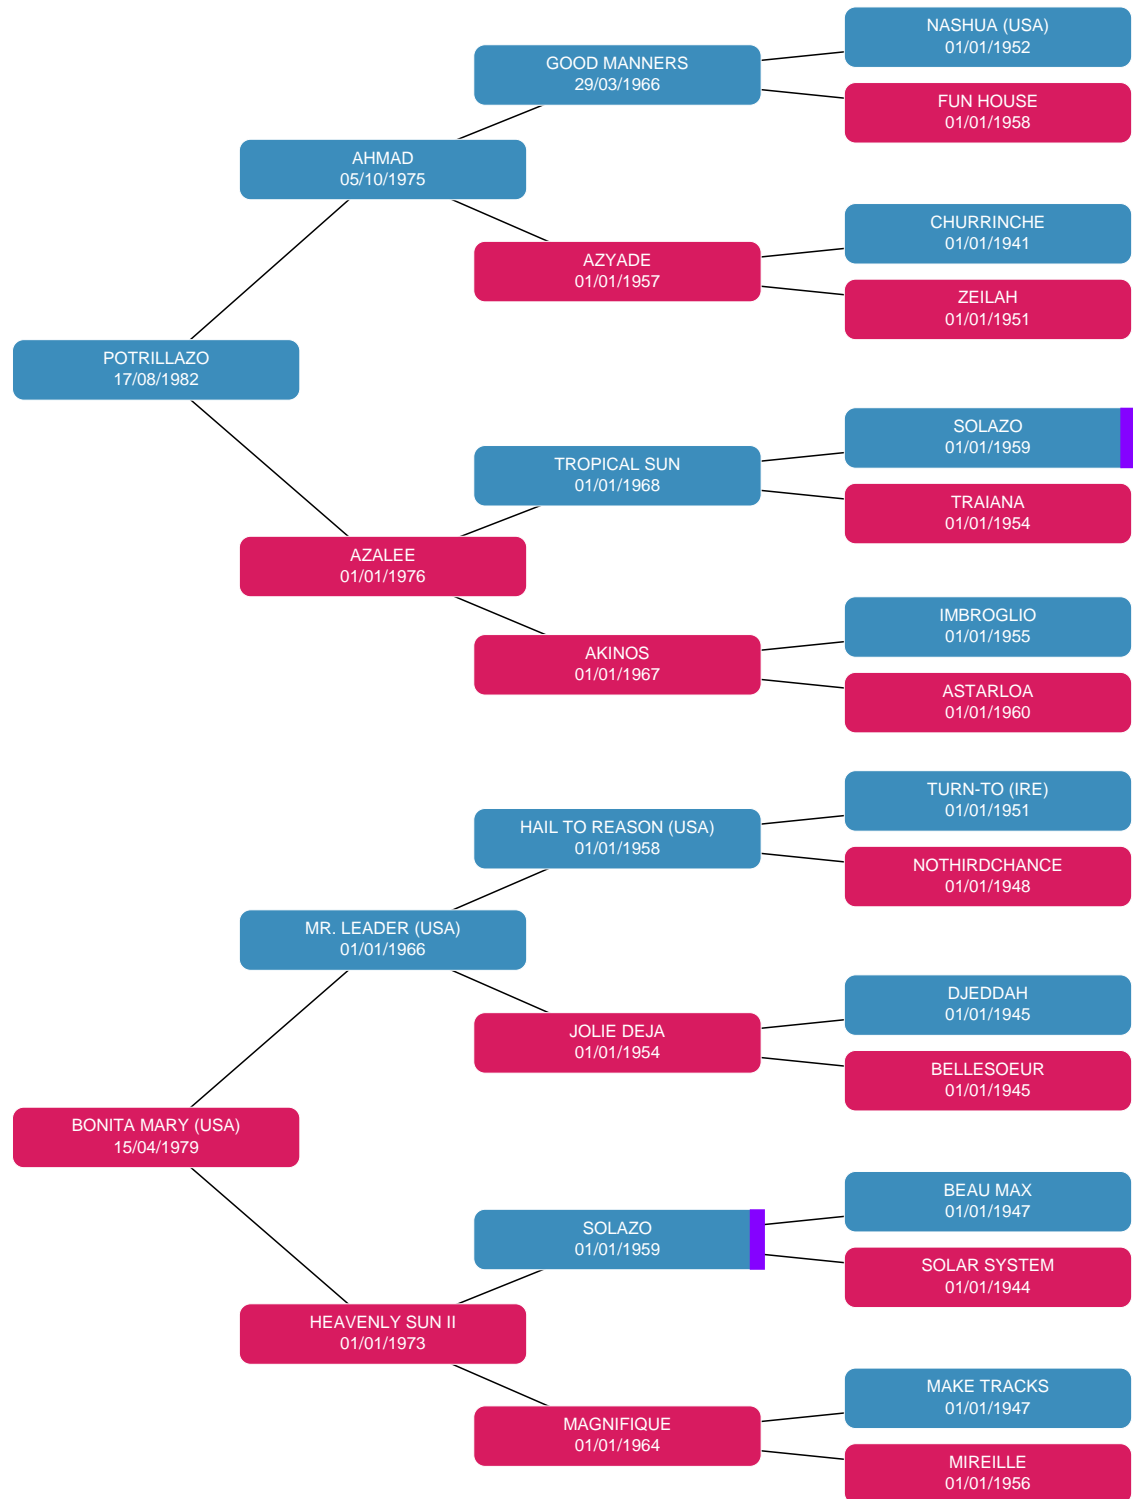 NASHUA (USA)
01/01/1952
GOOD MANNERS
29/03/1966
FUN HOUSE
01/01/1958
AHMAD
05/10/1975
CHURRINCHE
01/01/1941
AZYADE
01/01/1957
ZEILAH
01/01/1951
POTRILLAZO
17/08/1982
SOLAZO
01/01/1959
TROPICAL SUN
01/01/1968
TRAIANA
01/01/1954
AZALEE
01/01/1976
IMBROGLIO
01/01/1955
AKINOS
01/01/1967
ASTARLOA
01/01/1960
TURN-TO (IRE)
01/01/1951
HAIL TO REASON (USA)
01/01/1958
NOTHIRDCHANCE
01/01/1948
MR. LEADER (USA)
01/01/1966
DJEDDAH
01/01/1945
JOLIE DEJA
01/01/1954
BELLESOEUR
01/01/1945
BONITA MARY (USA)
15/04/1979
BEAU MAX
01/01/1947
SOLAZO
01/01/1959
SOLAR SYSTEM
01/01/1944
HEAVENLY SUN II
01/01/1973
MAKE TRACKS
01/01/1947
MAGNIFIQUE
01/01/1964
MIREILLE
01/01/1956